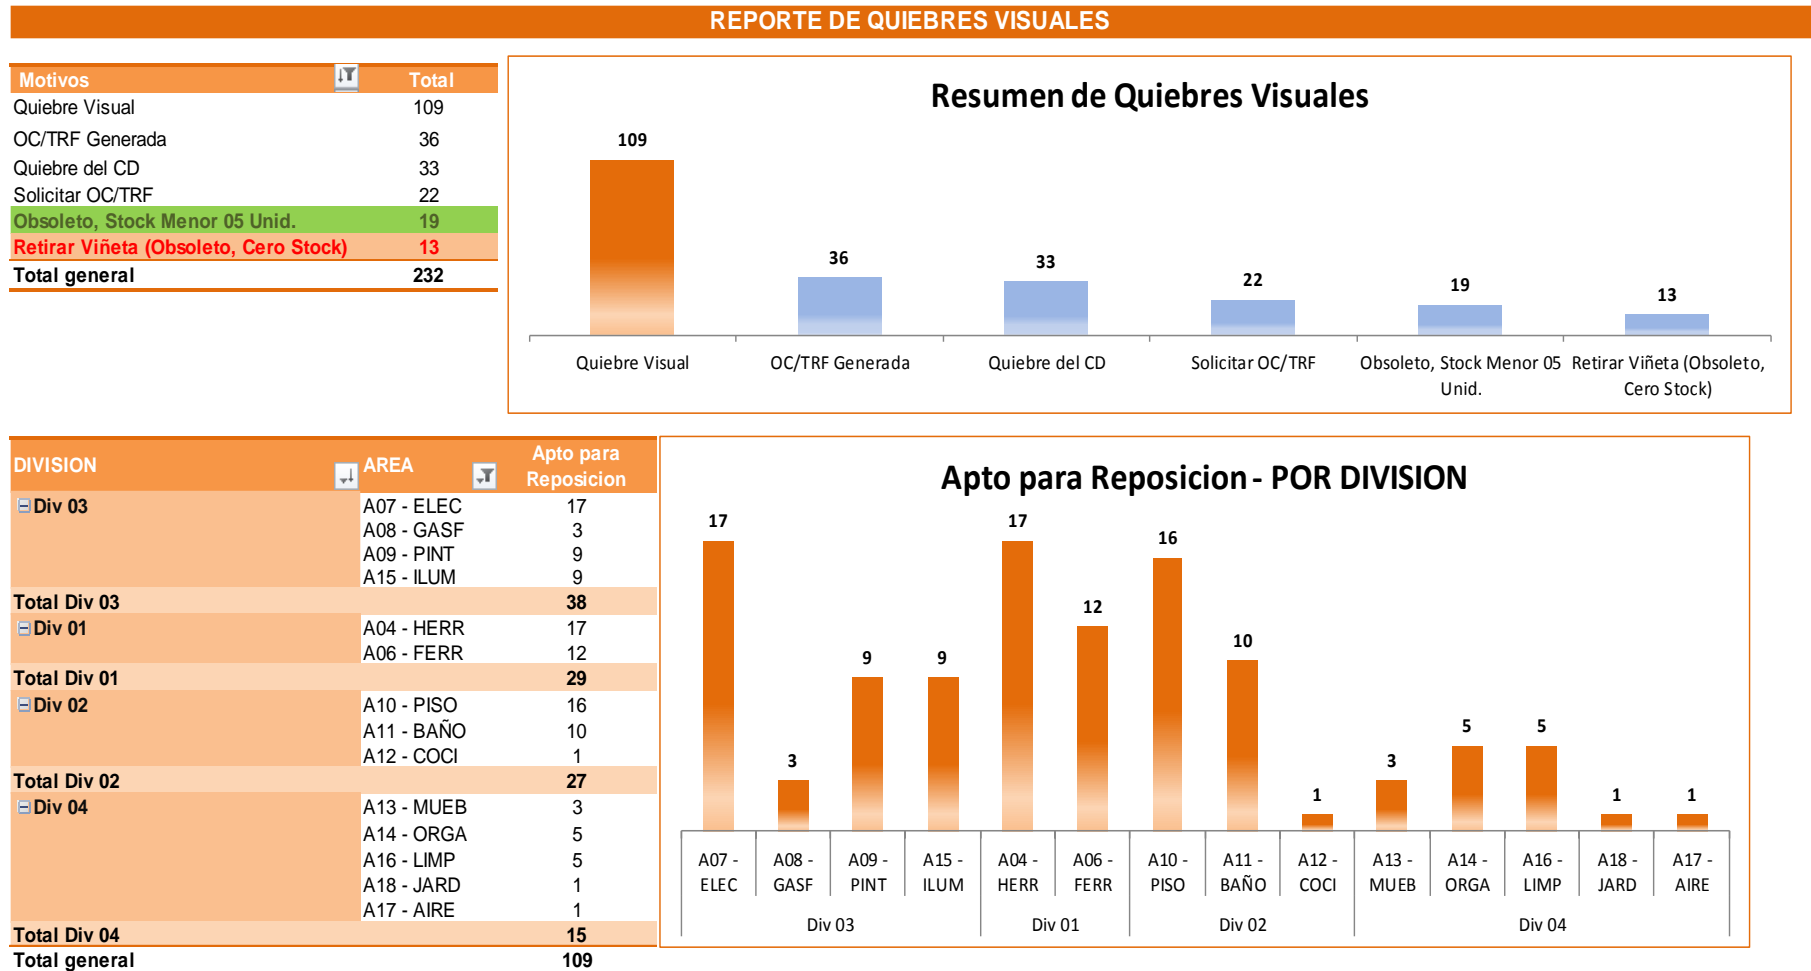 REPORTE DE QUIEBRES VISUALES
Motivos Total
Quiebre Visual 109
OC/TRF Generada 36
Quiebre del CD 33
Solicitar OC/TRF 22
Obsoleto, Stock Menor 05 Unid. 19
Retirar Viñeta (Obsoleto, Cero Stock) 13
Total general 232
Resumen de Quiebres Visuales
109
36
33
22
19
13
Quiebre Visual
OC/TRF Generada
Quiebre del CD
Solicitar OC/TRF
Obsoleto, Stock Menor 05
Unid.
Retirar Viñeta (Obsoleto,
Cero Stock)
DIVISION AREA Apto para
Reposicion
Div 03 A07 - ELEC 17
A08 - GASF 3
A09 - PINT 9
A15 - ILUM 9
Total Div 03 38
Div 01 A04 - HERR 17
A06 - FERR 12
Total Div 01 29
Div 02 A10 - PISO 16
A11 - BAÑO 10
A12 - COCI 1
Total Div 02 27
Div 04 A13 - MUEB 3
A14 - ORGA 5
A16 - LIMP 5
A18 - JARD 1
A17 - AIRE 1
Total Div 04 15
Total general 109
Apto para Reposicion - POR DIVISION
17
3
9
9
17
12
16
10
1
3
5
5
1
1
A07 - A08 - A09 - A15 - A04 - A06 - A10 - A11 - A12 - A13 - A14 - A16 - A18 - A17 -
ELEC GASF PINT ILUM HERR FERR PISO BAÑO COCI MUEB ORGA LIMP JARD AIRE
Div 03 Div 01 Div 02 Div 04